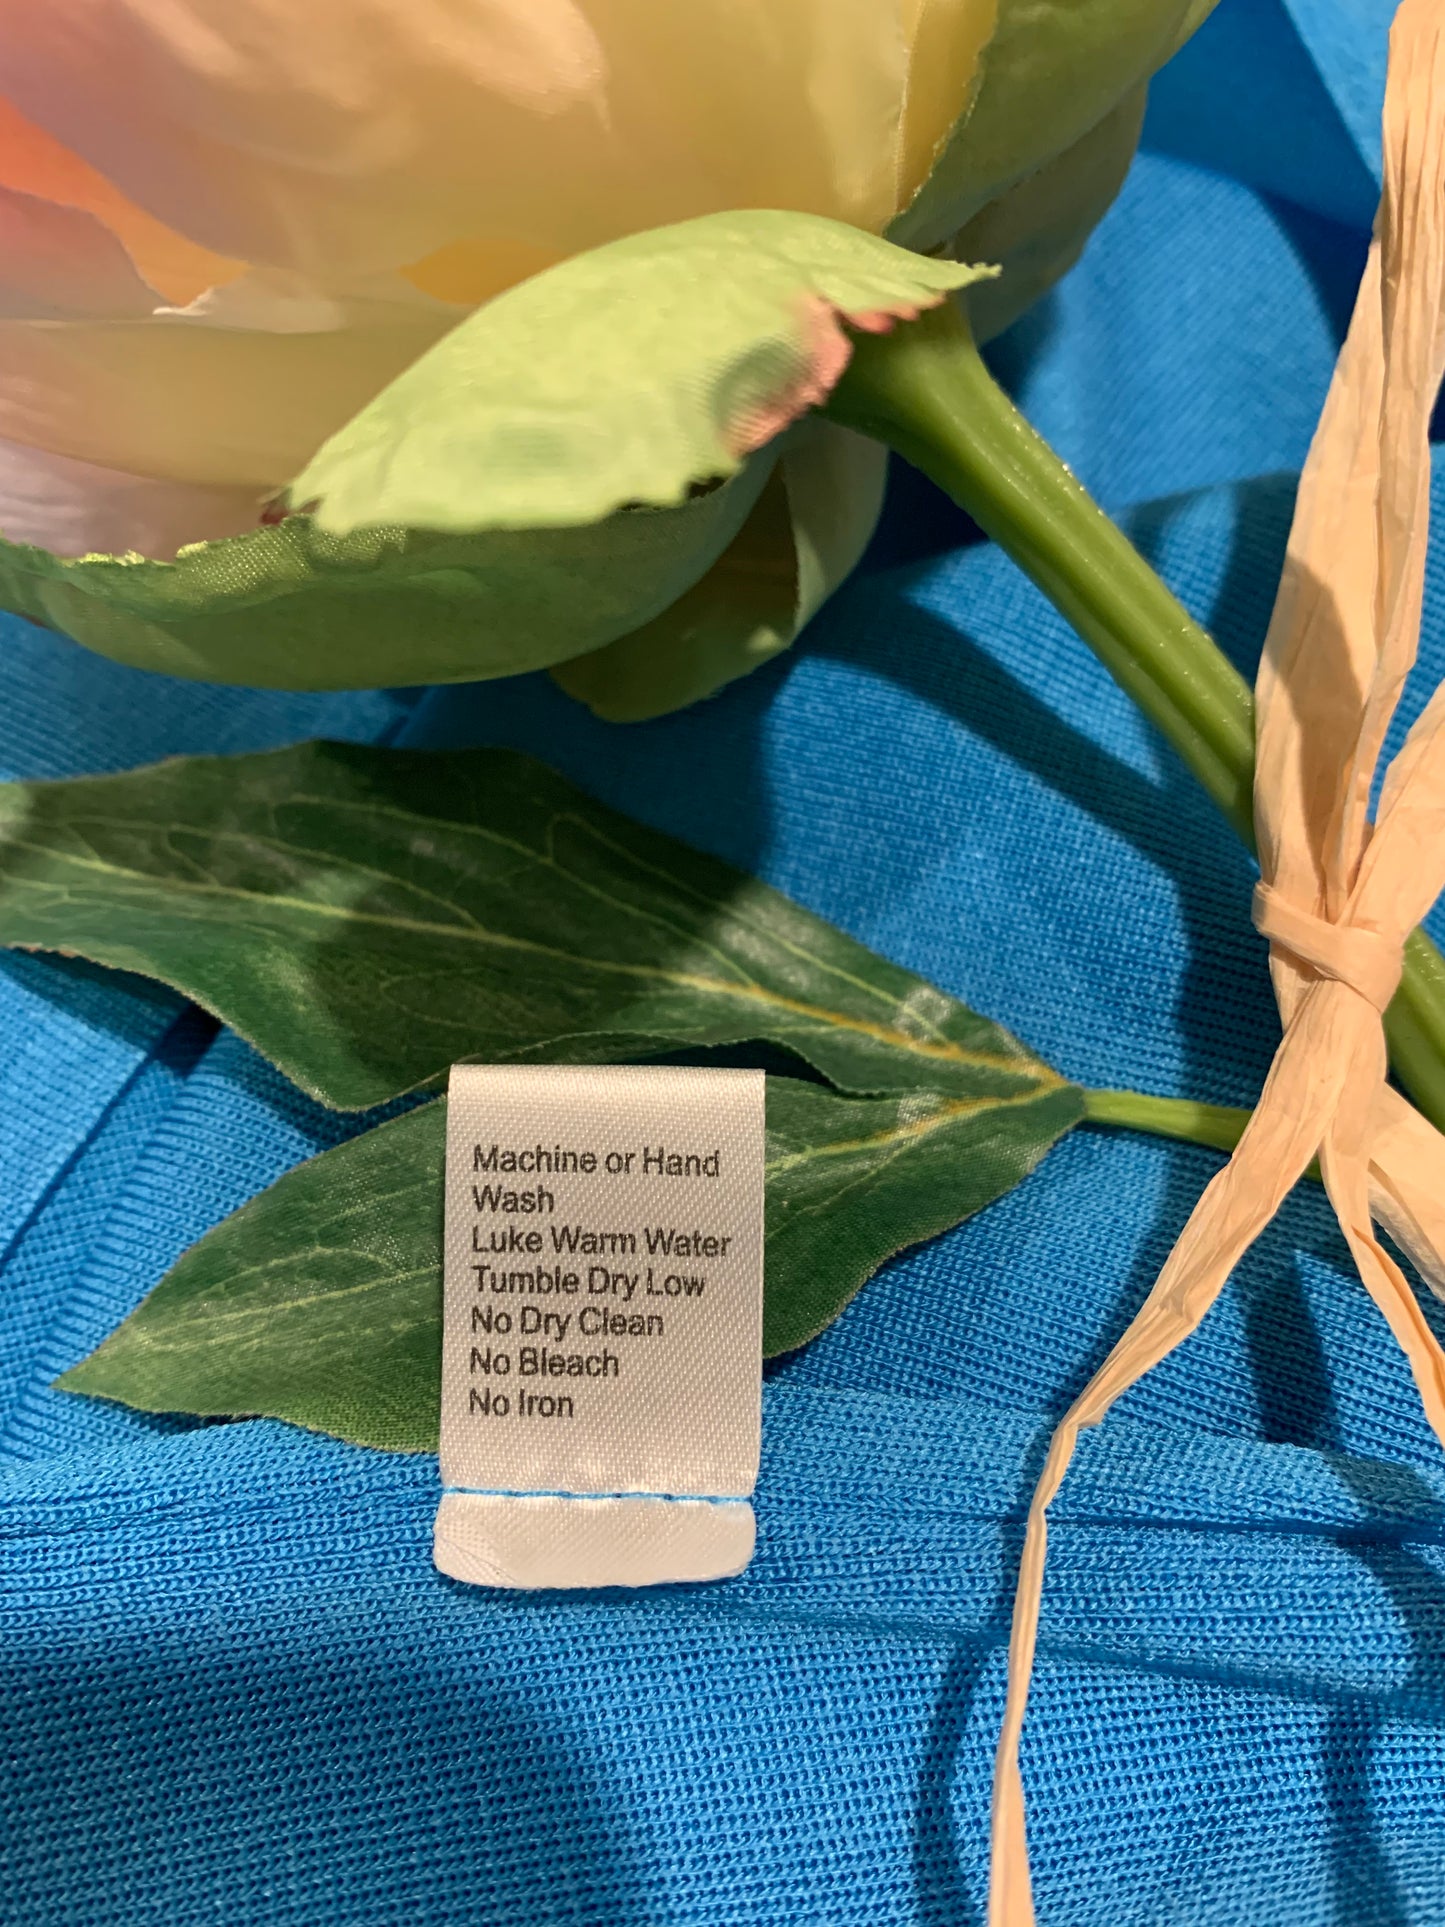 Machine or Hand
Wash
Luke Warm Water
Tumble Dry Low
No Dry Clean
No Bleach
No Iron